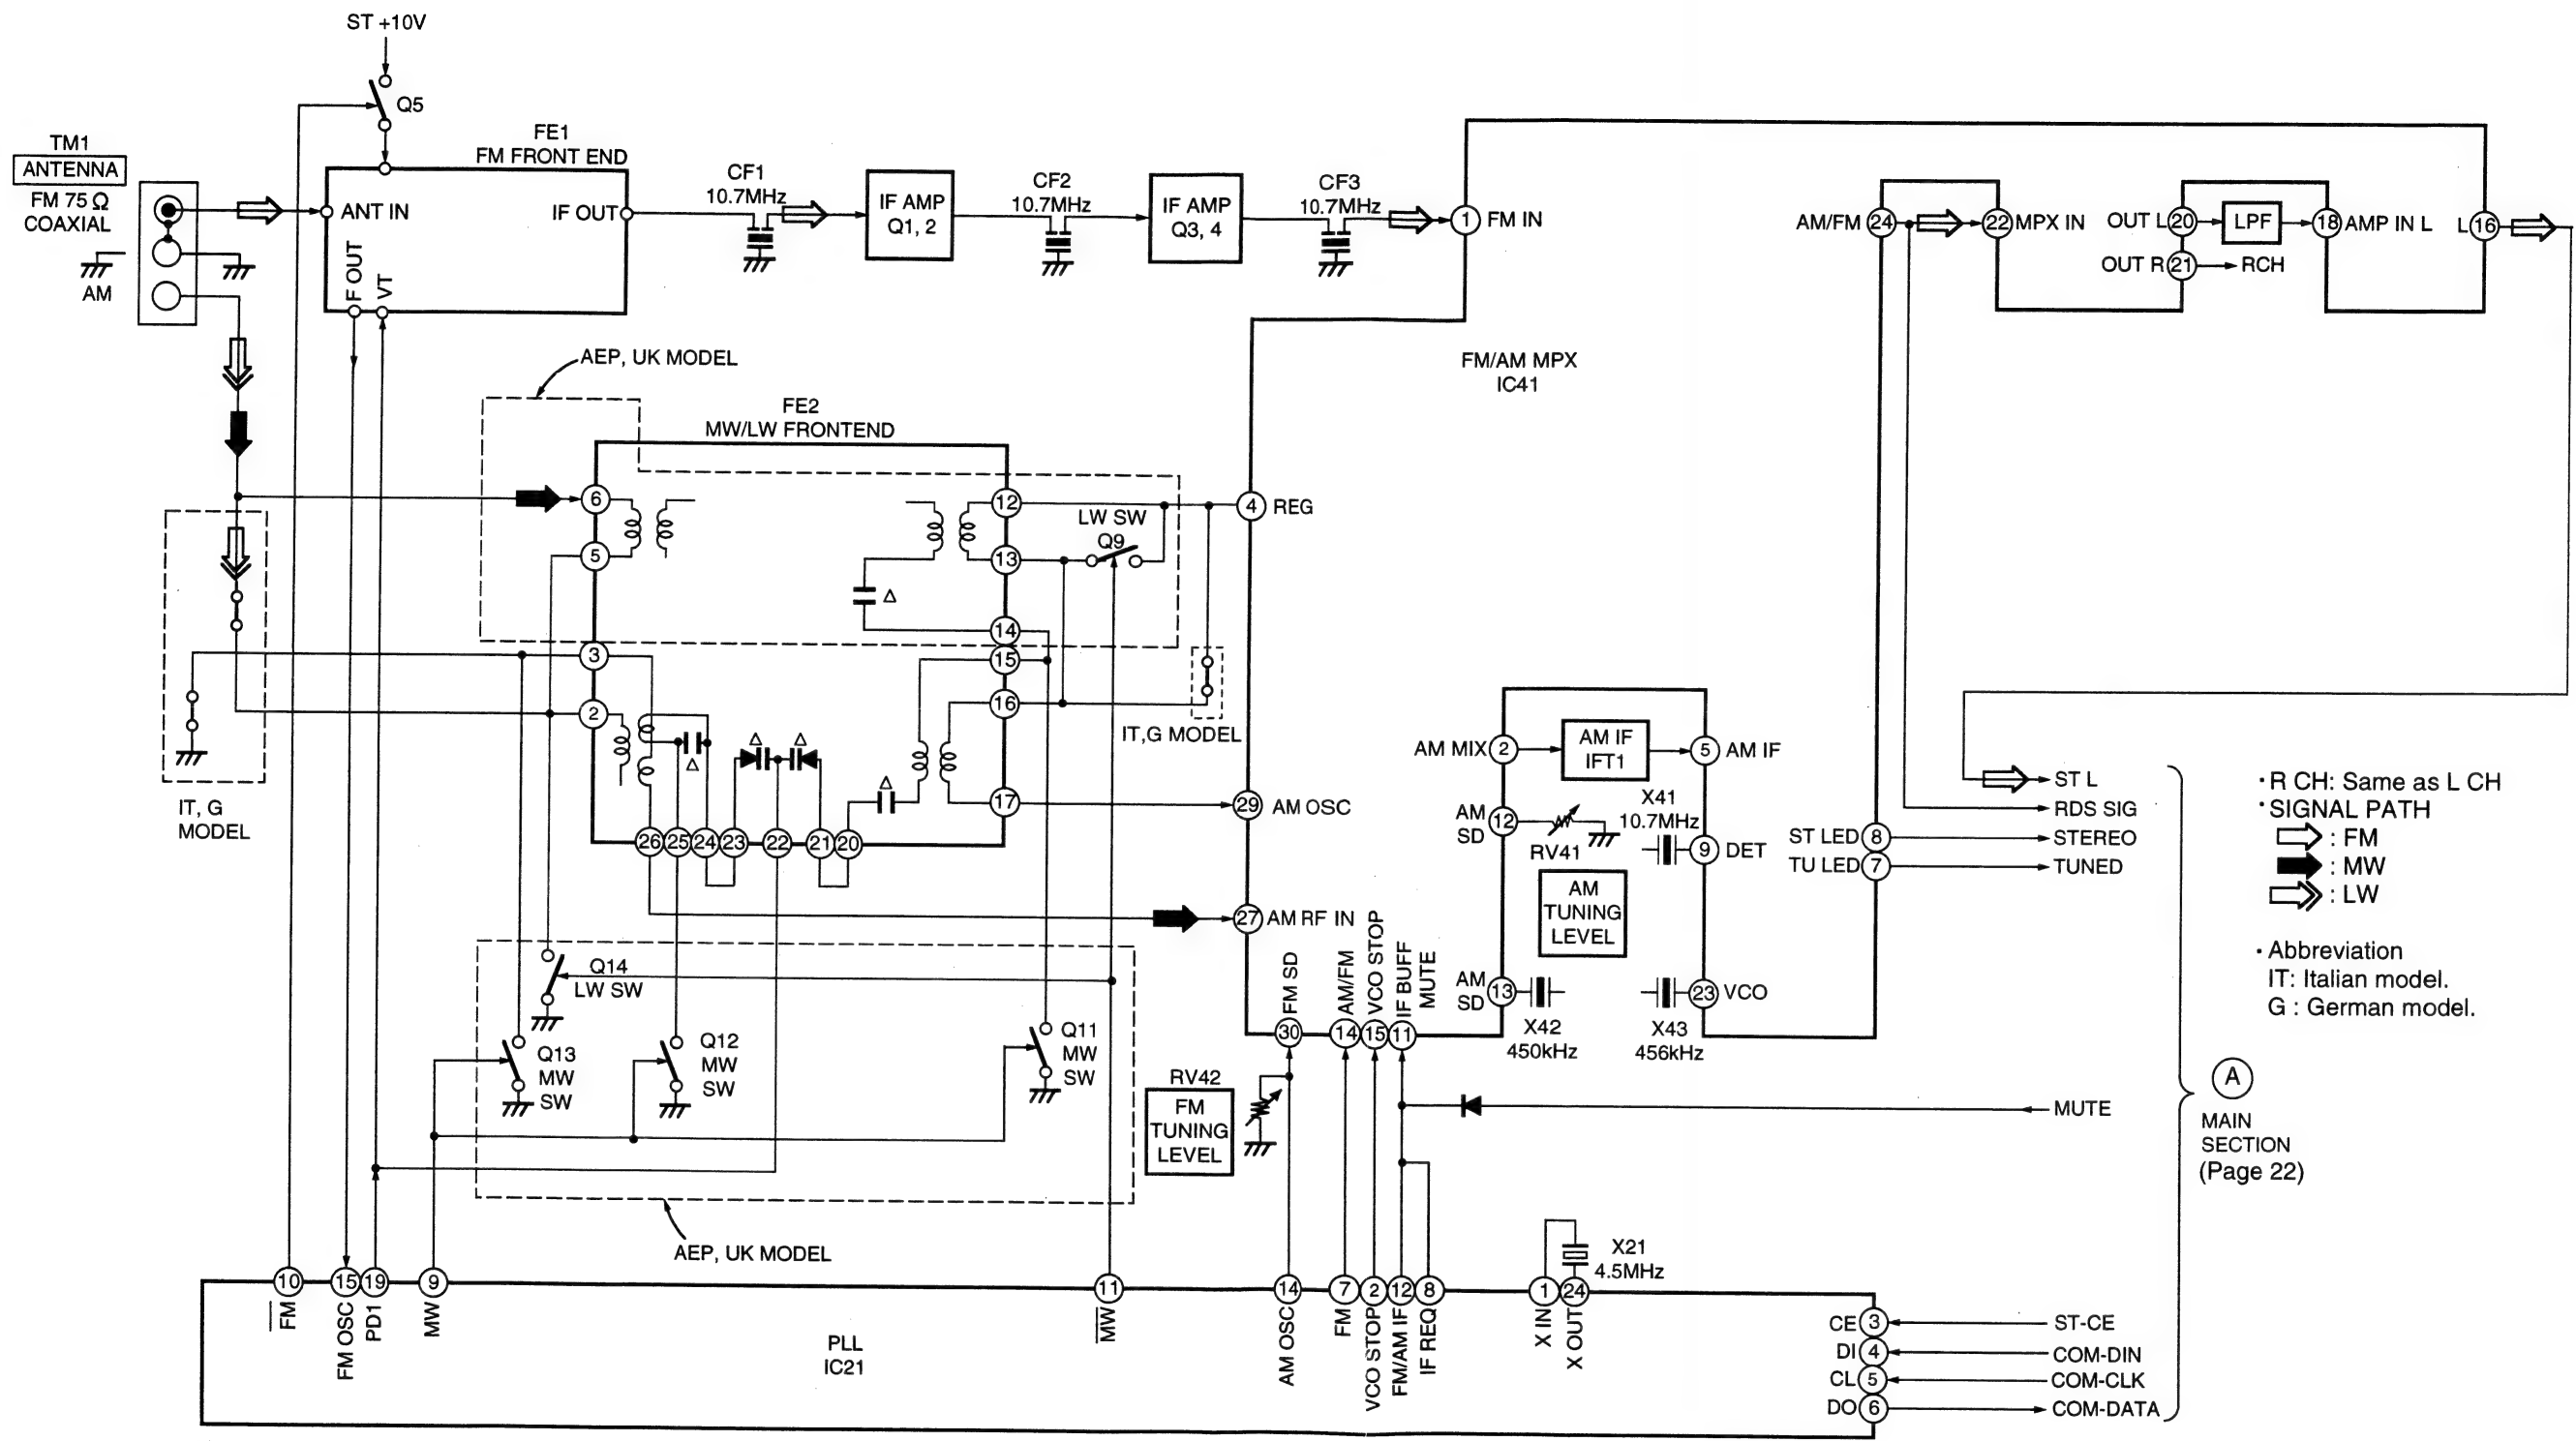 ST +10V
Q5
TM1
ANTENNA
FM 75 Ω
COAXIAL
AM
FE1
FM FRONT END
ANT IN
IF OUT
F OUT
VT
CF1
10.7MHz
IF AMP
Q1, 2
CF2
10.7MHz
IF AMP
Q3, 4
CF3
10.7MHz
1 FM IN
FM/AM MPX
IC41
AM/FM 24
22 MPX IN
OUT L 20
LPF
18 AMP IN L
L 16
OUT R 21
RCH
AEP, UK MODEL
FE2
MW/LW FRONTEND
6
5
3
2
12
13
14
15
16
17
LW SW
Q9
Δ
Δ
Δ
Δ
Δ
26 25 24 23 22 21 20
4 REG
IT,G MODEL
29 AM OSC
27 AM RF IN
IT, G
MODEL
AM MIX 2
AM IF
IFT1
5 AM IF
AM
SD
12
RV41
X41
10.7MHz
9 DET
AM
TUNING
LEVEL
AM
SD
13
X42
450kHz
X43
456kHz
23 VCO
ST LED 8
TU LED 7
ST L
RDS SIG
STEREO
TUNED
• R CH: Same as L CH
• SIGNAL PATH
: FM
: MW
: LW
• Abbreviation
IT: Italian model.
G : German model.
FM SD
AM/FM
VCO STOP
IF BUFF
MUTE
30 14 15 11
Q14
LW SW
Q13
MW
SW
Q12
MW
SW
Q11
MW
SW
RV42
FM
TUNING
LEVEL
MUTE
A
MAIN
SECTION
(Page 22)
AEP, UK MODEL
X21
4.5MHz
10 15 19 9 11 14 7 2 12 8 1 24
FM
FM OSC
PD1
MW
MW
AM OSC
FM
VCO STOP
FM/AM IF
IF REQ
X IN
X OUT
PLL
IC21
CE 3 ST-CE
DI 4 COM-DIN
CL 5 COM-CLK
DO 6 COM-DATA